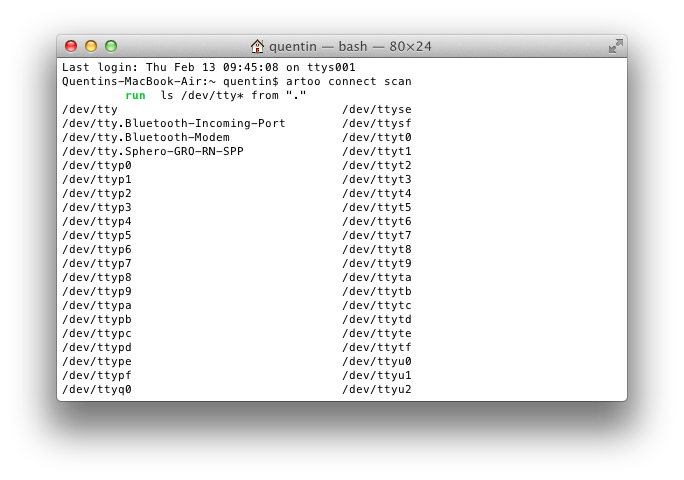 quentin — bash — 80×24
Last login: Thu Feb 13 09:45:08 on ttys001
Quentins-MacBook-Air:~ quentin$ artoo connect scan
run  ls /dev/tty* from "."
/dev/tty /dev/ttyse
/dev/tty.Bluetooth-Incoming-Port /dev/ttysf
/dev/tty.Bluetooth-Modem /dev/ttyt0
/dev/tty.Sphero-GRO-RN-SPP /dev/ttyt1
/dev/ttyp0 /dev/ttyt2
/dev/ttyp1 /dev/ttyt3
/dev/ttyp2 /dev/ttyt4
/dev/ttyp3 /dev/ttyt5
/dev/ttyp4 /dev/ttyt6
/dev/ttyp5 /dev/ttyt7
/dev/ttyp6 /dev/ttyt8
/dev/ttyp7 /dev/ttyt9
/dev/ttyp8 /dev/ttyta
/dev/ttyp9 /dev/ttytb
/dev/ttypa /dev/ttytc
/dev/ttypb /dev/ttytd
/dev/ttypc /dev/ttyte
/dev/ttypd /dev/ttytf
/dev/ttype /dev/ttyu0
/dev/ttypf /dev/ttyu1
/dev/ttyq0 /dev/ttyu2